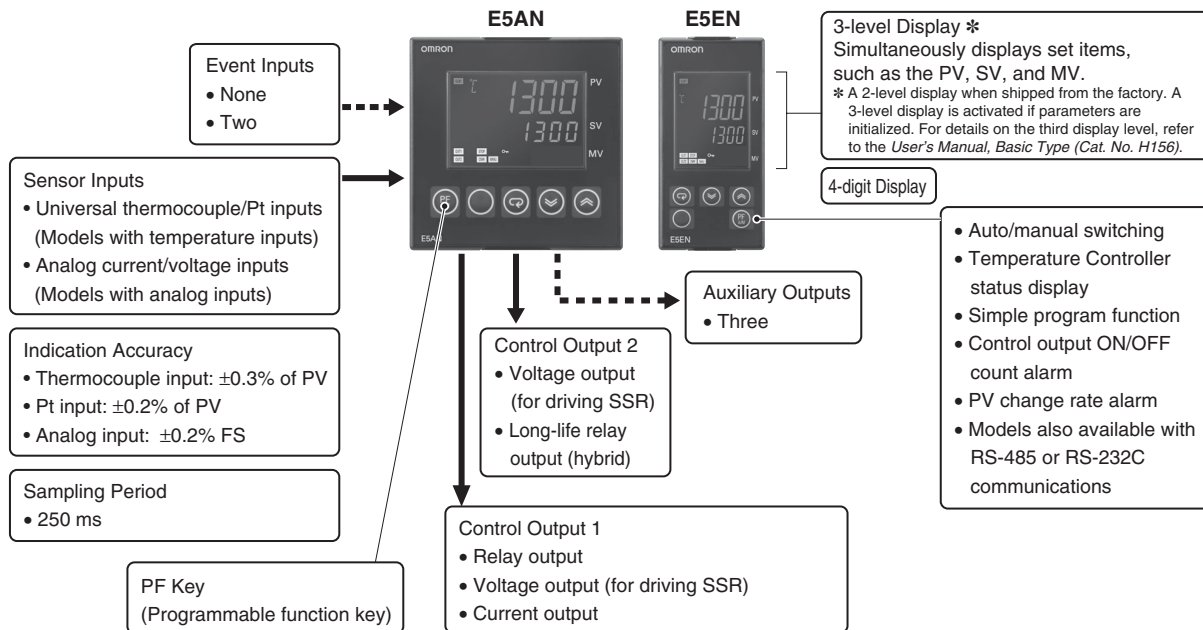 E5AN
E5EN
Event Inputs
• None
• Two
Sensor Inputs
• Universal thermocouple/Pt inputs
(Models with temperature inputs)
• Analog current/voltage inputs
(Models with analog inputs)
Indication Accuracy
• Thermocouple input: ±0.3% of PV
• Pt input: ±0.2% of PV
• Analog input: ±0.2% FS
Sampling Period
• 250 ms
PF Key
(Programmable function key)
OMRON
°C
1300
PV
1300
SV
MV
PF
E5AN
OMRON
°C
1300
PV
1300
SV
MV
PF
E5EN
3-level Display ✻
Simultaneously displays set items,
such as the PV, SV, and MV.
✻ A 2-level display when shipped from the factory. A
3-level display is activated if parameters are
initialized. For details on the third display level, refer
to the User's Manual, Basic Type (Cat. No. H156).
4-digit Display
• Auto/manual switching
• Temperature Controller
status display
• Simple program function
• Control output ON/OFF
count alarm
• PV change rate alarm
• Models also available with
RS-485 or RS-232C
communications
Auxiliary Outputs
• Three
Control Output 2
• Voltage output
(for driving SSR)
• Long-life relay
output (hybrid)
Control Output 1
• Relay output
• Voltage output (for driving SSR)
• Current output